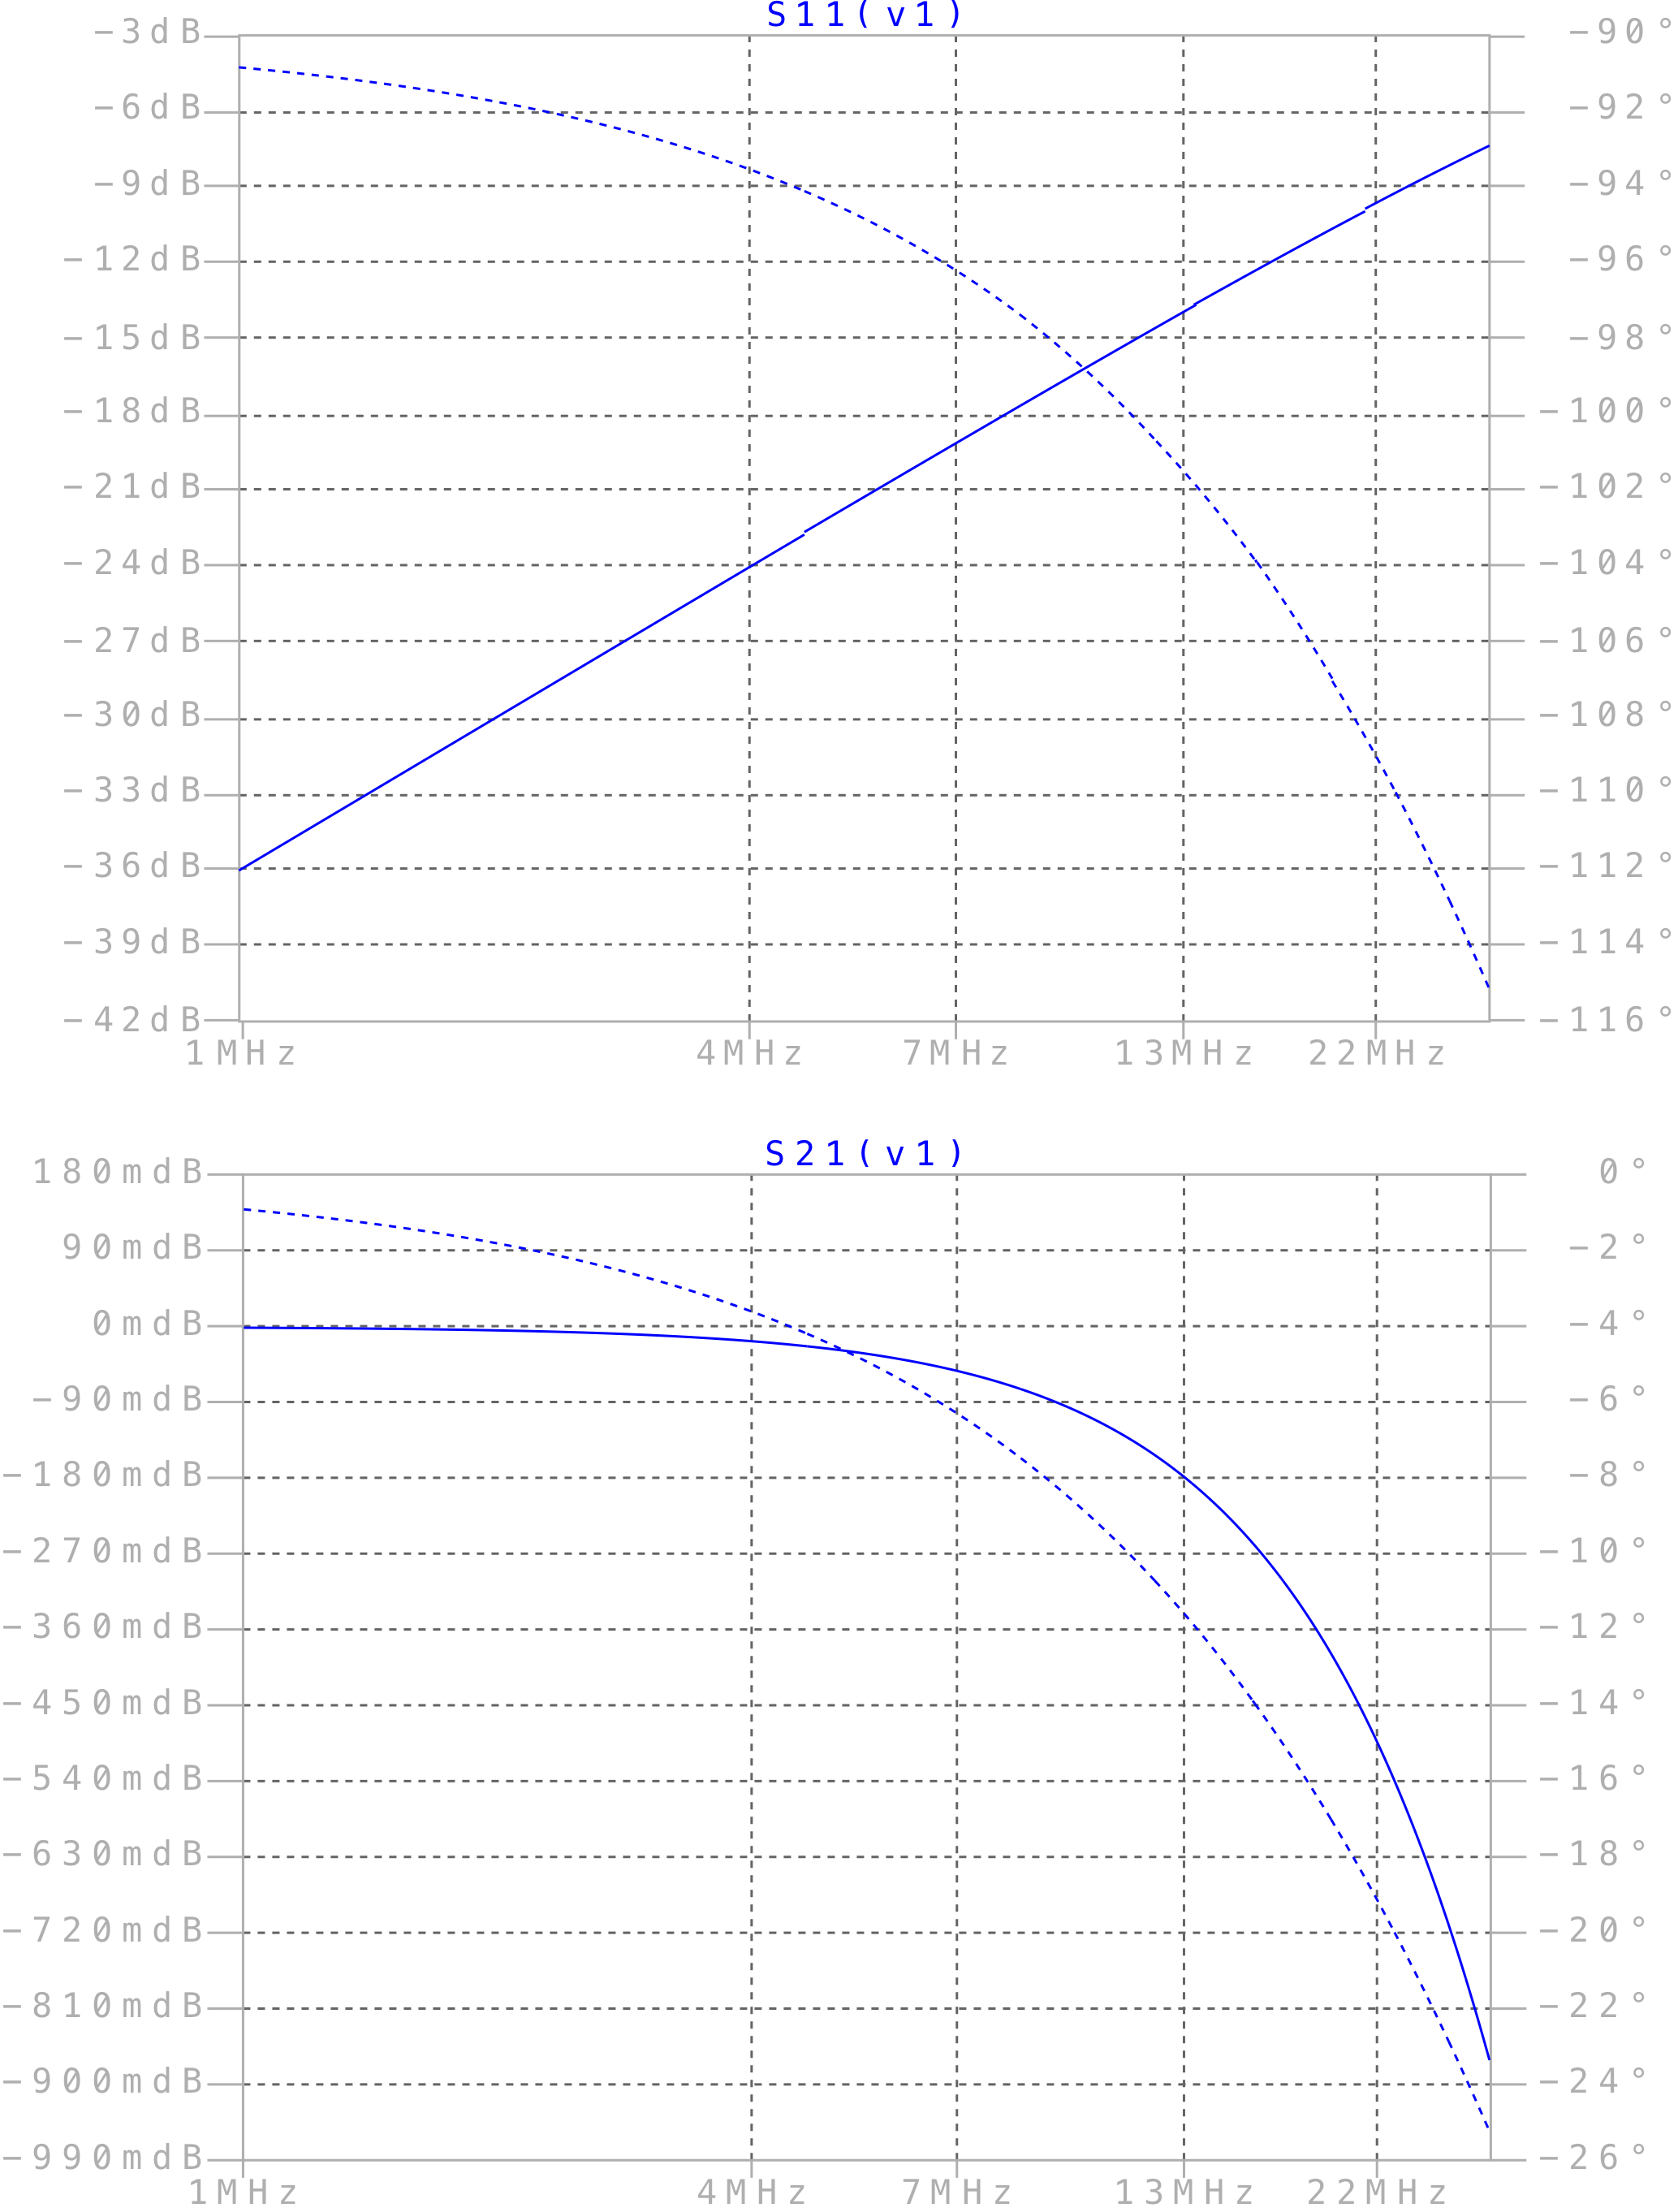 S11(v1)
-3dB -90°
-6dB -92°
-9dB -94°
-12dB -96°
-15dB -98°
-18dB -100°
-21dB -102°
-24dB -104°
-27dB -106°
-30dB -108°
-33dB -110°
-36dB -112°
-39dB -114°
-42dB -116°
1MHz 4MHz 7MHz 13MHz 22MHz
S21(v1)
180mdB 0°
90mdB -2°
0mdB -4°
-90mdB -6°
-180mdB -8°
-270mdB -10°
-360mdB -12°
-450mdB -14°
-540mdB -16°
-630mdB -18°
-720mdB -20°
-810mdB -22°
-900mdB -24°
-990mdB -26°
1MHz 4MHz 7MHz 13MHz 22MHz